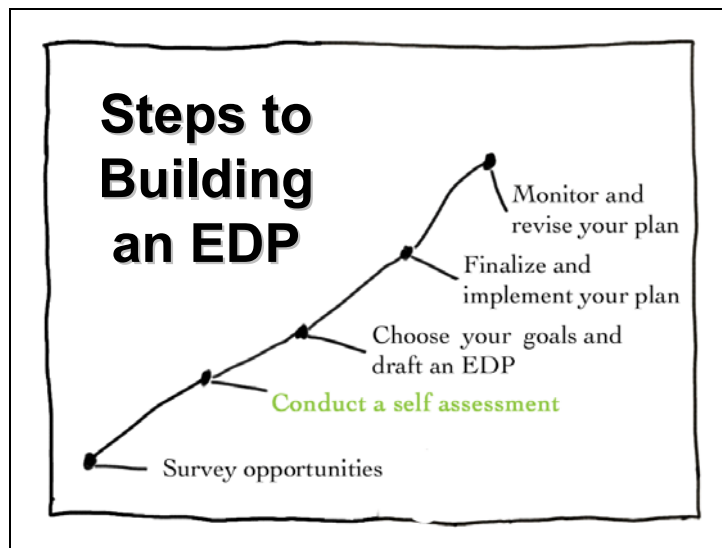 Steps to
Building
an EDP
Monitor and
revise your plan
Finalize and
implement your plan
Choose your goals and
draft an EDP
Conduct a self assessment
Survey opportunities